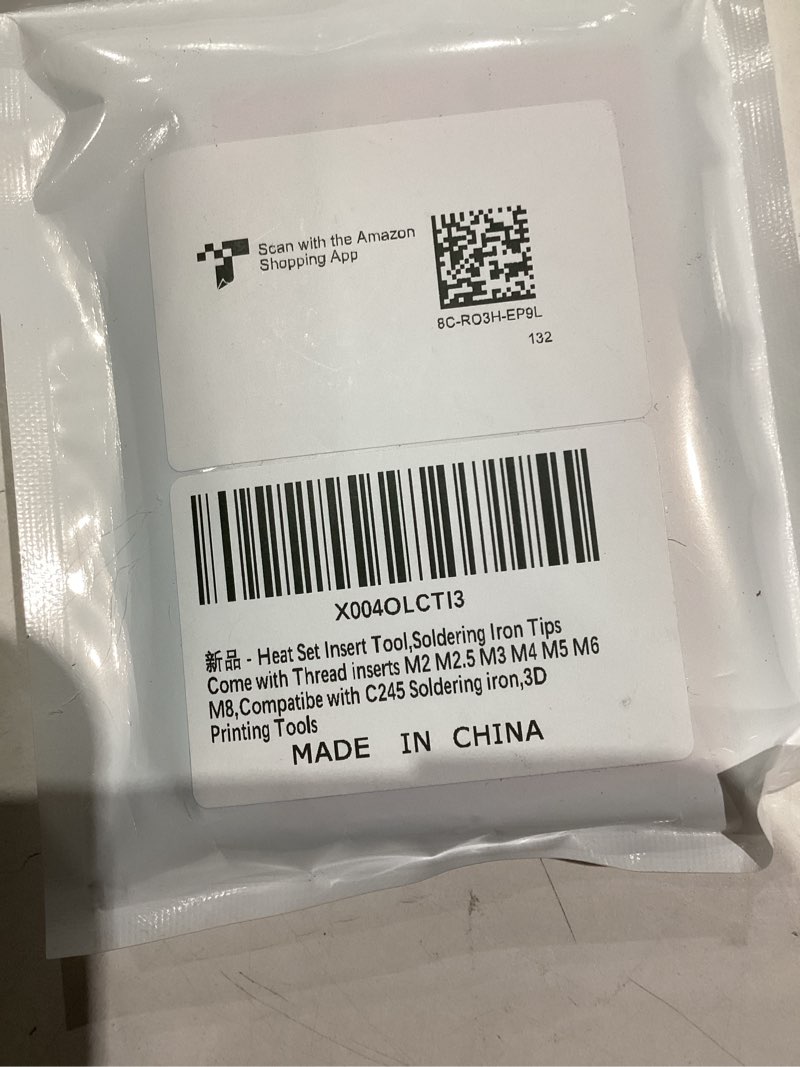 Scan with the Amazon
Shopping App
8C-RO3H-EP9L
132
X004OLCTI3
新品 - Heat Set Insert Tool,Soldering Iron Tips
Come with Thread inserts M2 M2.5 M3 M4 M5 M6
M8,Compatibe with C245 Soldering iron,3D
Printing Tools
MADE IN CHINA